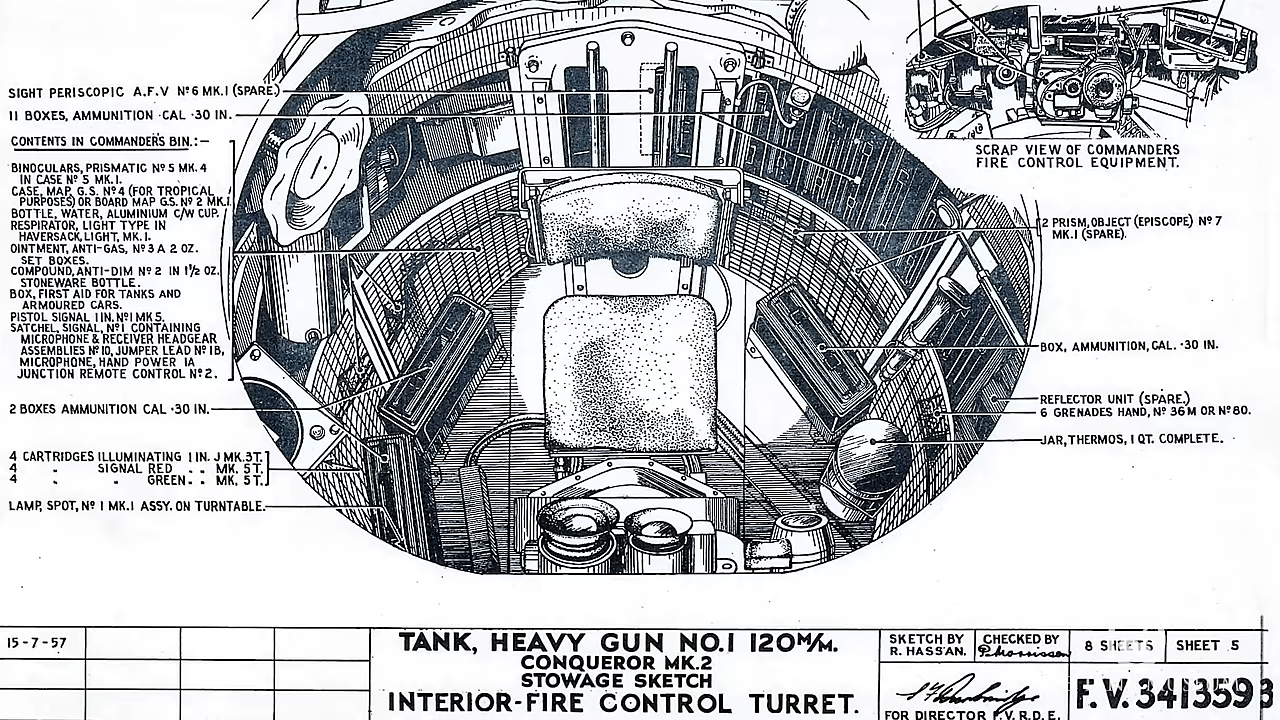 SIGHT PERISCOPIC A.F.V Nº6 MK.I (SPARE.)
11 BOXES, AMMUNITION CAL ·30 IN.
CONTENTS IN COMMANDER'S BIN.:-
BINOCULARS, PRISMATIC Nº 5 MK. 4
IN CASE Nº 5 MK.I.
CASE, MAP, G.S. Nº4 (FOR TROPICAL
PURPOSES) OR BOARD MAP G.S. Nº 2 MK.I.
BOTTLE, WATER, ALUMINIUM C/W CUP.
RESPIRATOR, LIGHT TYPE IN
HAVERSACK, LIGHT, MK.I.
OINTMENT, ANTI-GAS, Nº 3 A 2 OZ.
SET BOXES.
COMPOUND, ANTI-DIM Nº 2 IN 1½ OZ.
STONEWARE BOTTLE.
BOX, FIRST AID FOR TANKS AND
ARMOURED CARS.
PISTOL SIGNAL 1 IN. Nº1 MK 5.
SATCHEL, SIGNAL, Nº1 CONTAINING
MICROPHONE & RECEIVER HEADGEAR
ASSEMBLIES Nº 10, JUMPER LEAD Nº 1B,
MICROPHONE, HAND POWER 1A
JUNCTION REMOTE CONTROL Nº 2.
2 BOXES AMMUNITION CAL ·30 IN.
4 CARTRIDGES ILLUMINATING 1 IN. J MK.3T.
4 " SIGNAL RED . . MK. 5T.
4 " " GREEN . . MK. 5T.
LAMP, SPOT, Nº 1 MK.1 ASSY. ON TURNTABLE.
SCRAP VIEW OF COMMANDERS
FIRE CONTROL EQUIPMENT.
12 PRISM, OBJECT (EPISCOPE) Nº 7
MK.I (SPARE).
BOX, AMMUNITION, CAL. ·30 IN.
REFLECTOR UNIT (SPARE.)
6 GRENADES HAND, Nº 36M OR Nº 80.
JAR, THERMOS, 1 QT. COMPLETE.
15-7-57
TANK, HEAVY GUN NO.1 120M/M.
CONQUEROR MK.2
STOWAGE SKETCH
INTERIOR-FIRE CONTROL TURRET.
SKETCH BY
R. HASSAN.
CHECKED BY
8 SHEETS
SHEET 5
FOR DIRECTOR F.V.R.D.E.
F.V. 3413593